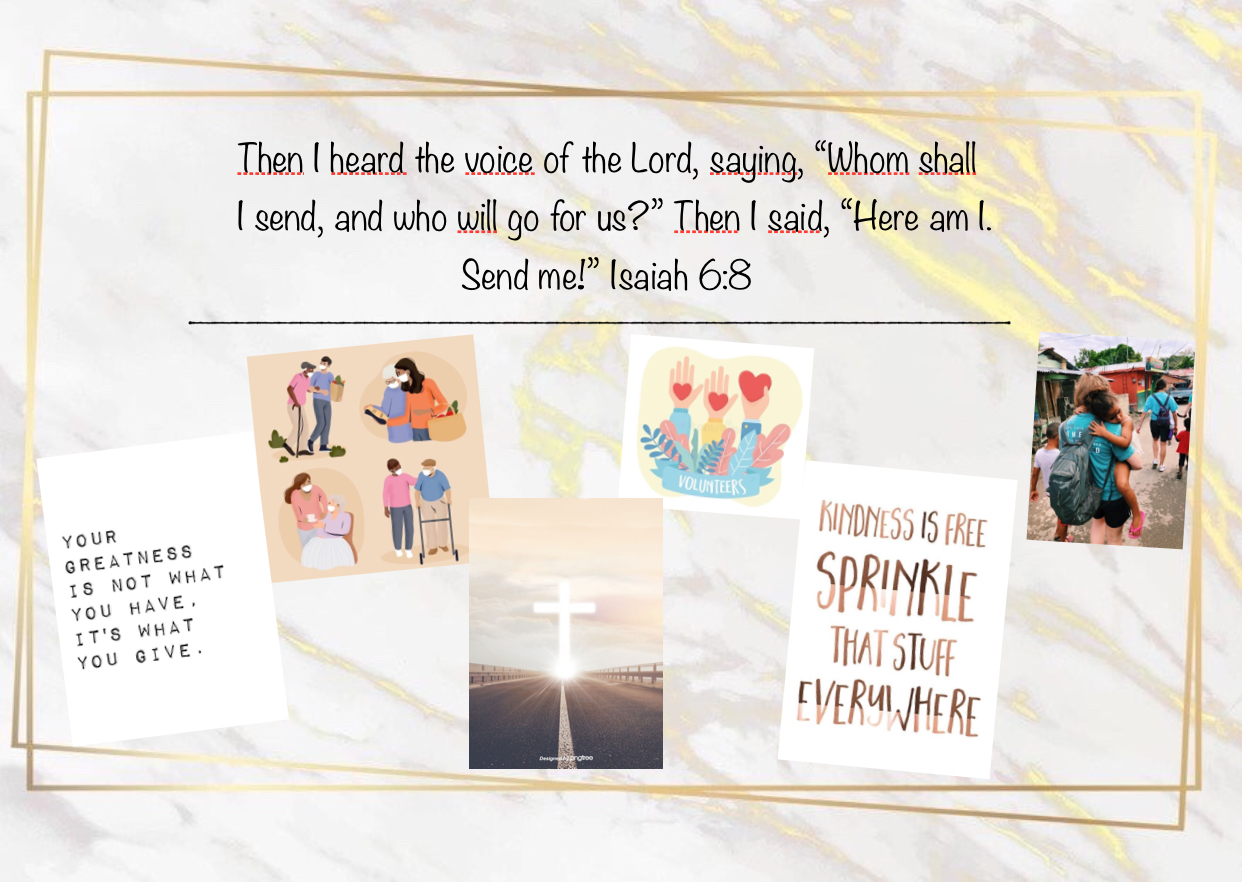 Then I heard the voice of the Lord, saying, “Whom shall
I send, and who will go for us?” Then I said, “Here am I.
Send me!” Isaiah 6:8
YOUR
GREATNESS
IS NOT WHAT
YOU HAVE,
IT'S WHAT
YOU GIVE.
VOLUNTEERS
KINDNESS IS FREE
SPRINKLE
THAT STUFF
EVERYWHERE
pngtree